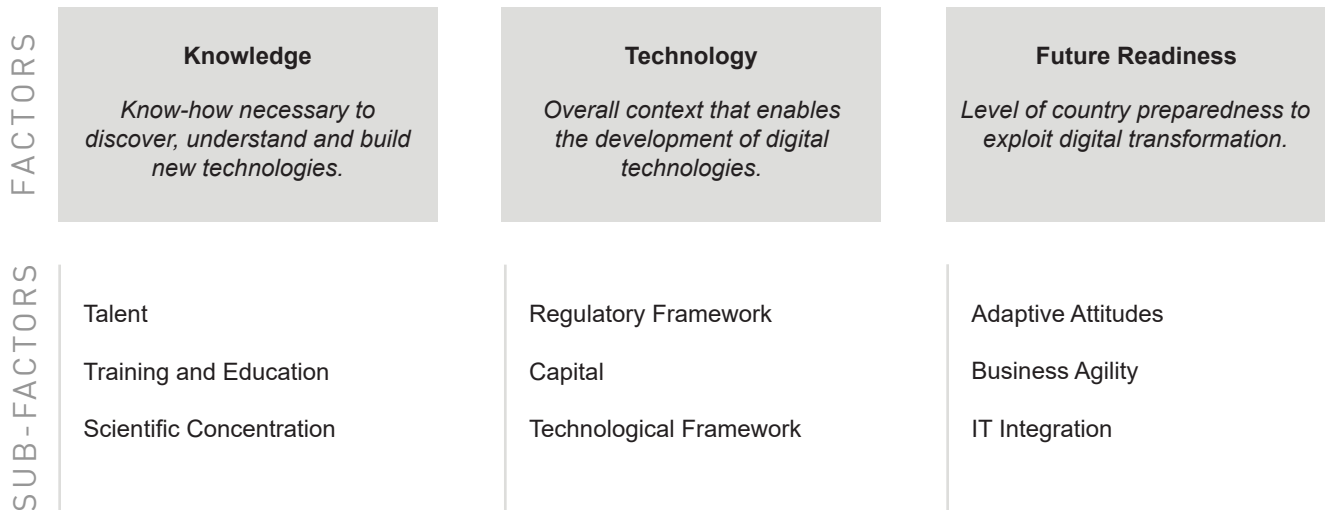 FACTORS
Knowledge
Know-how necessary to
discover, understand and build
new technologies.
Technology
Overall context that enables
the development of digital
technologies.
Future Readiness
Level of country preparedness to
exploit digital transformation.
SUB-FACTORS
Talent
Training and Education
Scientific Concentration
Regulatory Framework
Capital
Technological Framework
Adaptive Attitudes
Business Agility
IT Integration